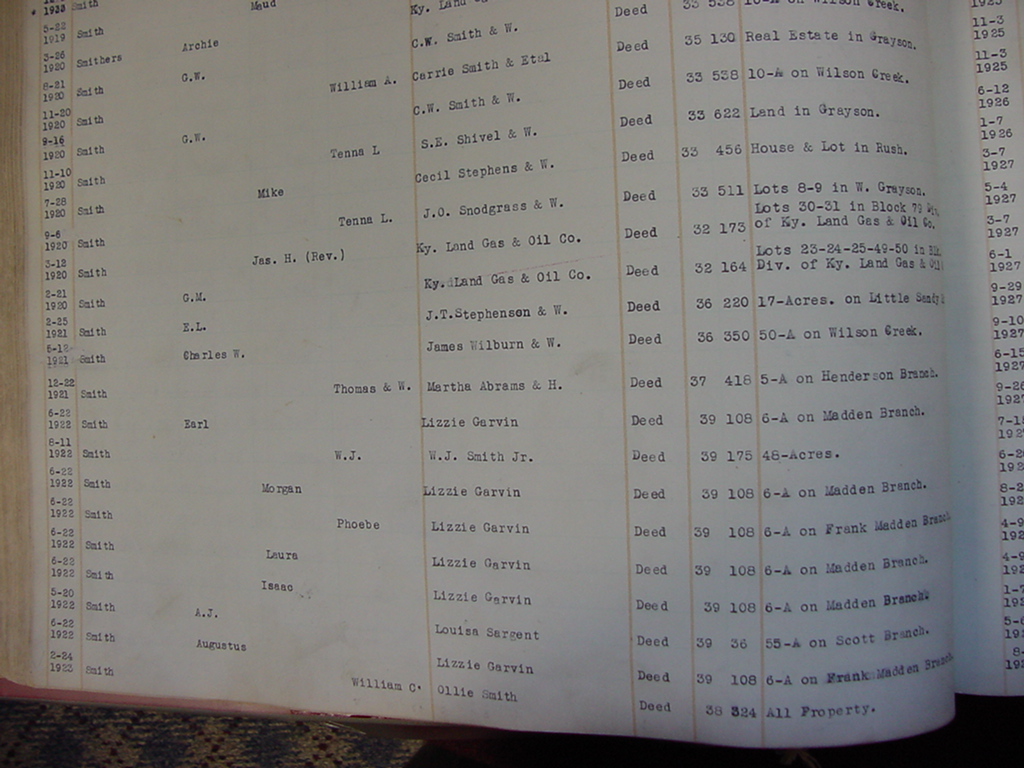 1920 Smith Maud Ky. Land Deed 33 538 10-A on Wilson Creek.
5-22
1919 Smith Archie C.W. Smith & W. Deed 35 130 Real Estate in Grayson.
3-26
1920 Smithers G.W. William A. Carrie Smith & Etal Deed 33 538 10-A on Wilson Creek.
8-21
1920 Smith C.W. Smith & W. Deed 33 622 Land in Grayson.
11-20
1920 Smith G.W. Tenna L S.E. Shivel & W. Deed 33 456 House & Lot in Rush.
9-16
1920 Smith Cecil Stephens & W. Deed 33 511 Lots 8-9 in W. Grayson.
11-10
1920 Smith Mike Tenna L. J.O. Snodgrass & W. Deed 32 173 Lots 30-31 in Block 79
of Ky. Land Gas & Oil Co.
7-28
1920 Smith Jas. H. (Rev.) Ky. Land Gas & Oil Co. Deed 32 164 Lots 23-24-25-49-50 in
Div. of Ky. Land Gas & Oil
9-6
1920 Smith Ky. Land Gas & Oil Co. Deed 36 220 17-Acres. on Little Sandy
3-12
1920 Smith G.M. J.T.Stephenson & W. Deed 36 350 50-A on Wilson Creek.
2-21
1920 Smith E.L. James Wilburn & W.
2-25
1921 Smith Charles W.
6-12
1921 Smith Thomas & W. Martha Abrams & H. Deed 37 418 5-A on Henderson Branch.
12-22
1921 Smith Earl Lizzie Garvin Deed 39 108 6-A on Madden Branch.
6-22
1922 Smith W.J. W.J. Smith Jr. Deed 39 175 48-Acres.
8-11
1922 Smith Morgan Lizzie Garvin Deed 39 108 6-A on Madden Branch.
6-22
1922 Smith Phoebe Lizzie Garvin Deed 39 108 6-A on Frank Madden Branch
6-22
1922 Smith Laura Lizzie Garvin Deed 39 108 6-A on Madden Branch.
6-22
1922 Smith Isaac Lizzie Garvin Deed 39 108 6-A on Madden Branch.
6-22
1922 Smith A.J. Louisa Sargent Deed 39 36 55-A on Scott Branch.
5-20
1922 Smith Augustus Lizzie Garvin Deed 39 108 6-A on Frank Madden Branch
6-22
1922 Smith William C. Ollie Smith Deed 38 324 All Property.
2-24
1923 Smith
11-3
1925
11-3
1925
6-12
1926
1-7
1926
3-7
1927
5-4
1927
3-7
1927
6-1
1927
9-29
1927
9-10
1927
6-15